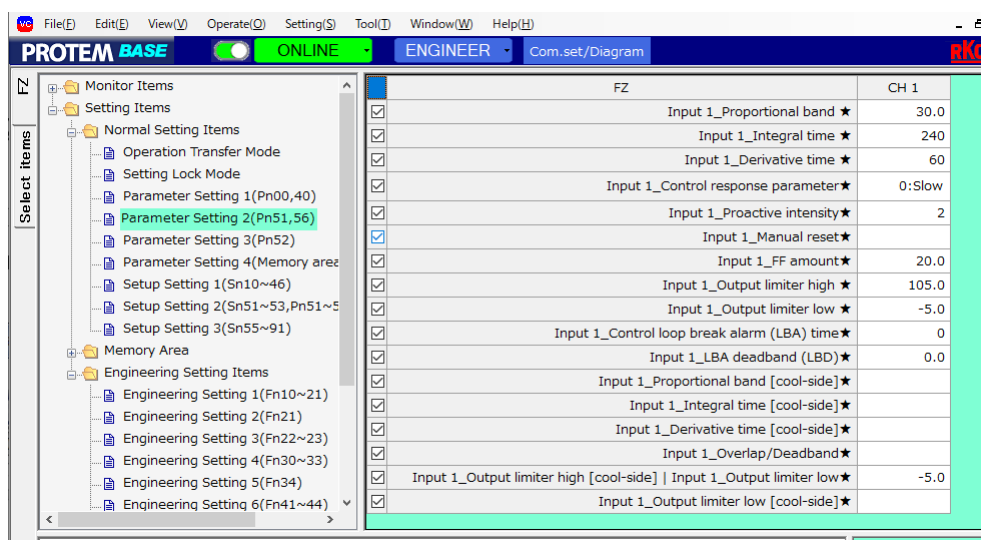 VC File(F) Edit(E) View(V) Operate(O) Setting(S) Tool(T) Window(W) Help(H)
PROTEM BASE ONLINE ENGINEER Com.set/Diagram
FZ
Select items
Monitor Items
Setting Items
Normal Setting Items
Operation Transfer Mode
Setting Lock Mode
Parameter Setting 1(Pn00,40)
Parameter Setting 2(Pn51,56)
Parameter Setting 3(Pn52)
Parameter Setting 4(Memory area
Setup Setting 1(Sn10~46)
Setup Setting 2(Sn51~53,Pn51~5
Setup Setting 3(Sn55~91)
Memory Area
Engineering Setting Items
Engineering Setting 1(Fn10~21)
Engineering Setting 2(Fn21)
Engineering Setting 3(Fn22~23)
Engineering Setting 4(Fn30~33)
Engineering Setting 5(Fn34)
Engineering Setting 6(Fn41~44)
FZ CH 1
Input 1_Proportional band ★ 30.0
Input 1_Integral time ★ 240
Input 1_Derivative time ★ 60
Input 1_Control response parameter★ 0:Slow
Input 1_Proactive intensity★ 2
Input 1_Manual reset★
Input 1_FF amount★ 20.0
Input 1_Output limiter high ★ 105.0
Input 1_Output limiter low ★ -5.0
Input 1_Control loop break alarm (LBA) time★ 0
Input 1_LBA deadband (LBD)★ 0.0
Input 1_Proportional band [cool-side]★
Input 1_Integral time [cool-side]★
Input 1_Derivative time [cool-side]★
Input 1_Overlap/Deadband★
Input 1_Output limiter high [cool-side] | Input 1_Output limiter low★ -5.0
Input 1_Output limiter low [cool-side]★